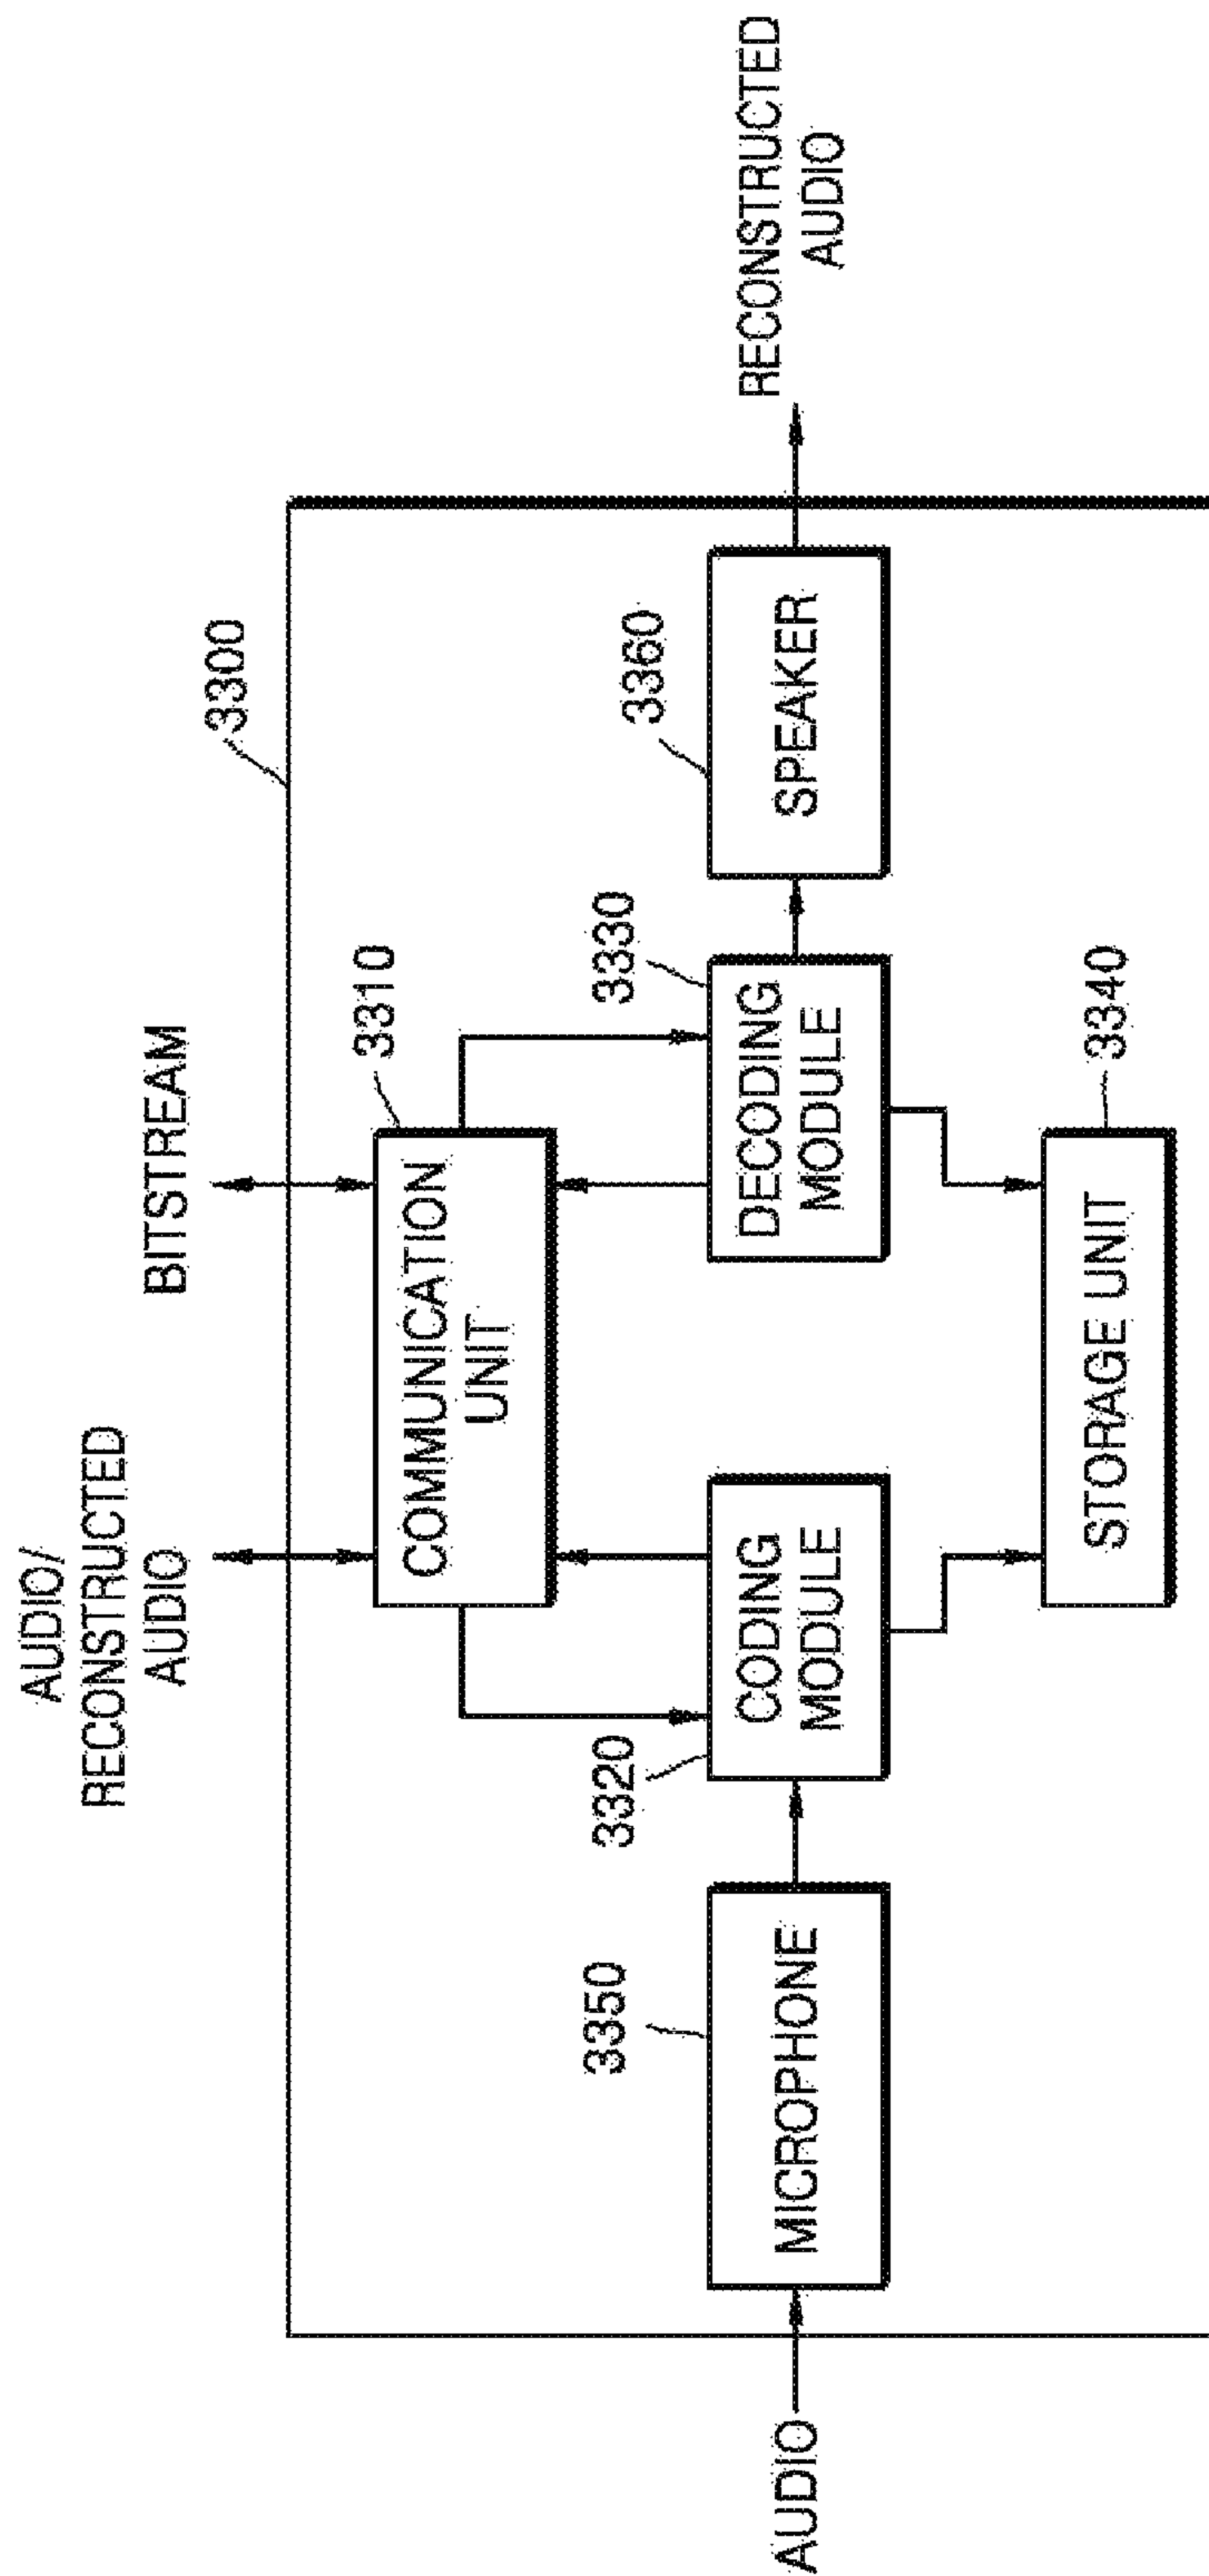 AUDIO/
RECONSTRUCTED
AUDIO
BITSTREAM
3300
3310
COMMUNICATION
UNIT
3320
CODING
MODULE
3330
DECODING
MODULE
3350
MICROPHONE
3360
SPEAKER
AUDIO
RECONSTRUCTED
AUDIO
STORAGE UNIT
3340